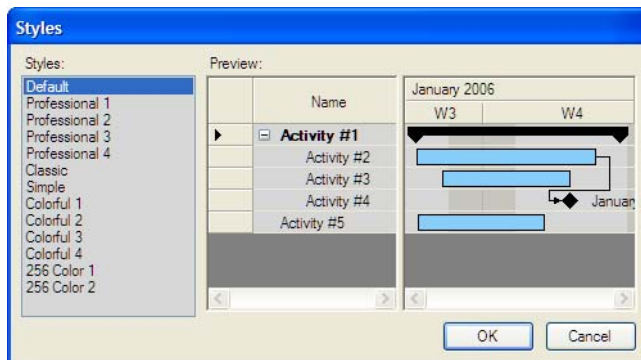 Styles
Styles:
Default
Professional 1
Professional 2
Professional 3
Professional 4
Classic
Simple
Colorful 1
Colorful 2
Colorful 3
Colorful 4
256 Color 1
256 Color 2
Preview:
Name
January 2006
W3 W4
Activity #1
Activity #2
Activity #3
Activity #4
Januar
Activity #5
OK Cancel